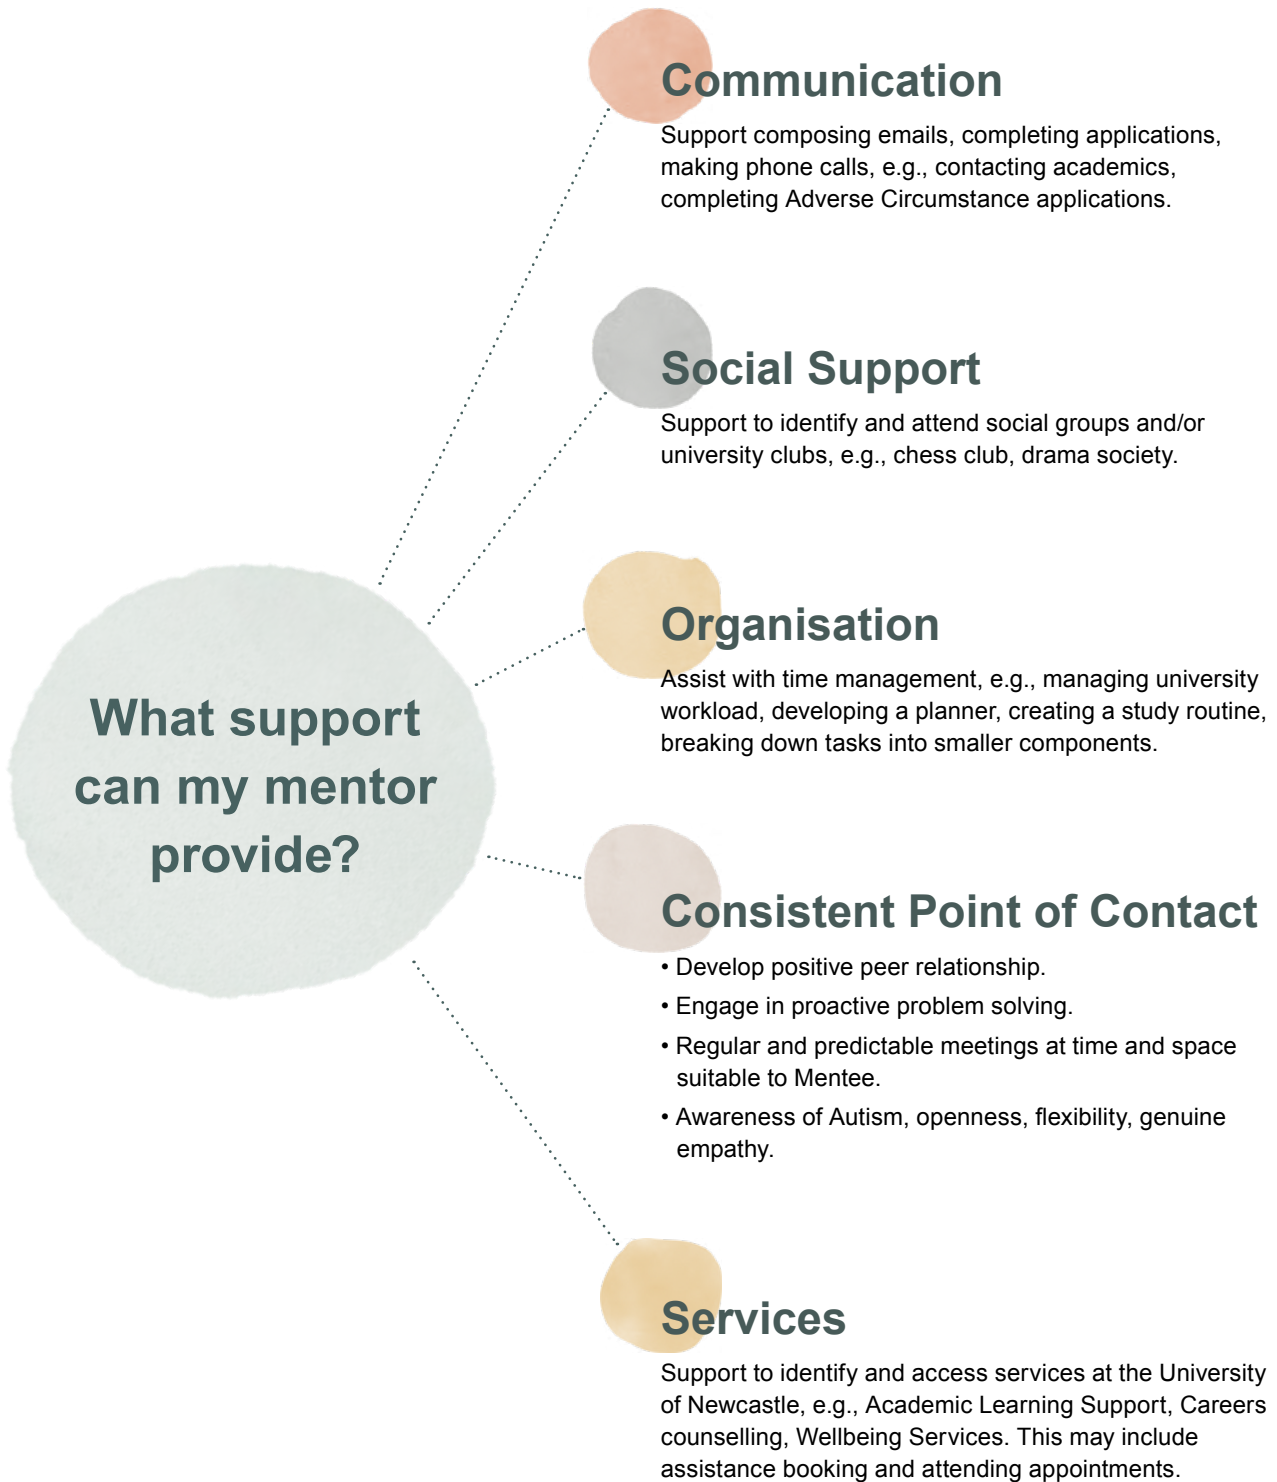 Communication
Support composing emails, completing applications,
making phone calls, e.g., contacting academics,
completing Adverse Circumstance applications.
Social Support
Support to identify and attend social groups and/or
university clubs, e.g., chess club, drama society.
Organisation
Assist with time management, e.g., managing university
workload, developing a planner, creating a study routine,
breaking down tasks into smaller components.
What support
can my mentor
provide?
Consistent Point of Contact
• Develop positive peer relationship.
• Engage in proactive problem solving.
• Regular and predictable meetings at time and space
suitable to Mentee.
• Awareness of Autism, openness, flexibility, genuine
empathy.
Services
Support to identify and access services at the University
of Newcastle, e.g., Academic Learning Support, Careers
counselling, Wellbeing Services. This may include
assistance booking and attending appointments.